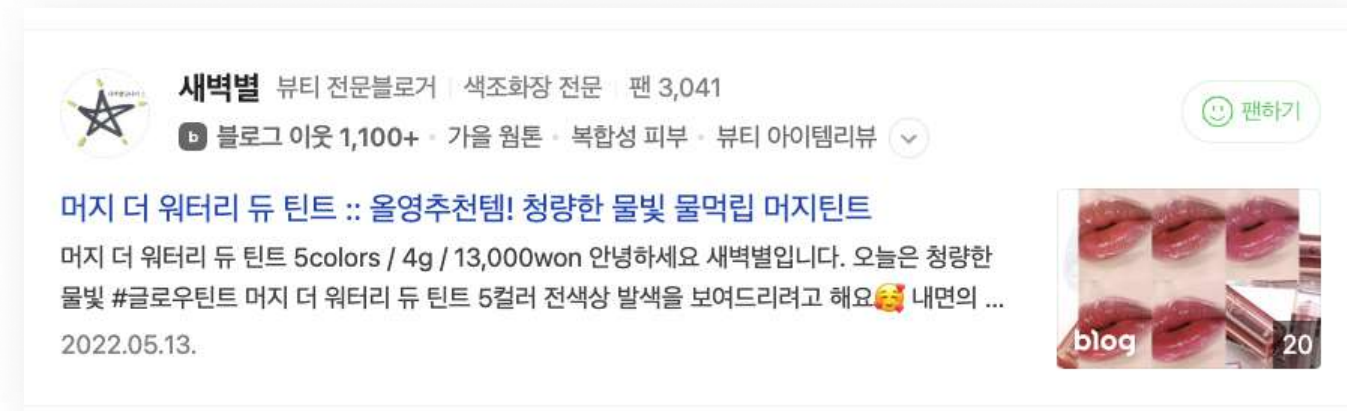 새벽별 뷰티 전문블로거 색조화장 전문 팬 3,041
b 블로그 이웃 1,100+ · 가을 웜톤 · 복합성 피부 · 뷰티 아이템리뷰
팬하기
머지 더 워터리 듀 틴트 :: 올영추천템! 청량한 물빛 물먹립 머지틴트
머지 더 워터리 듀 틴트 5colors / 4g / 13,000won 안녕하세요 새벽별입니다. 오늘은 청량한
물빛 #글로우틴트 머지 더 워터리 듀 틴트 5컬러 전색상 발색을 보여드리려고 해요🥰 내면의 ...
2022.05.13.
blog
20